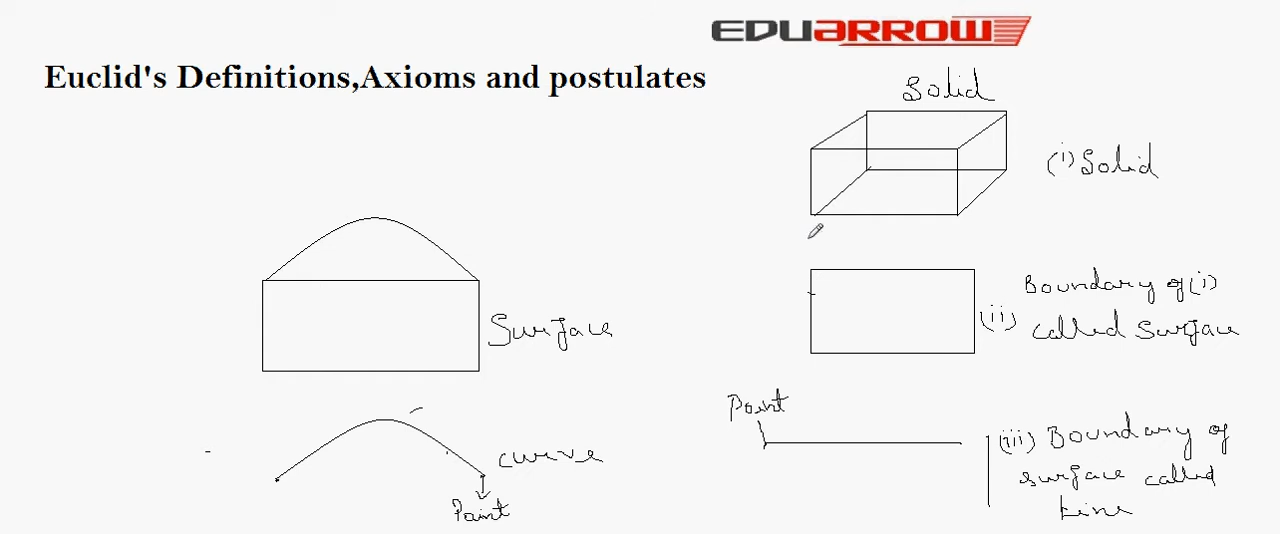 EDUARROW
Euclid's Definitions,Axioms and postulates
Solid
(i) Solid
Surface
Boundary of (i)
(ii) called Surface
curve
Point
Point
(iii) Boundary of
surface called
Line